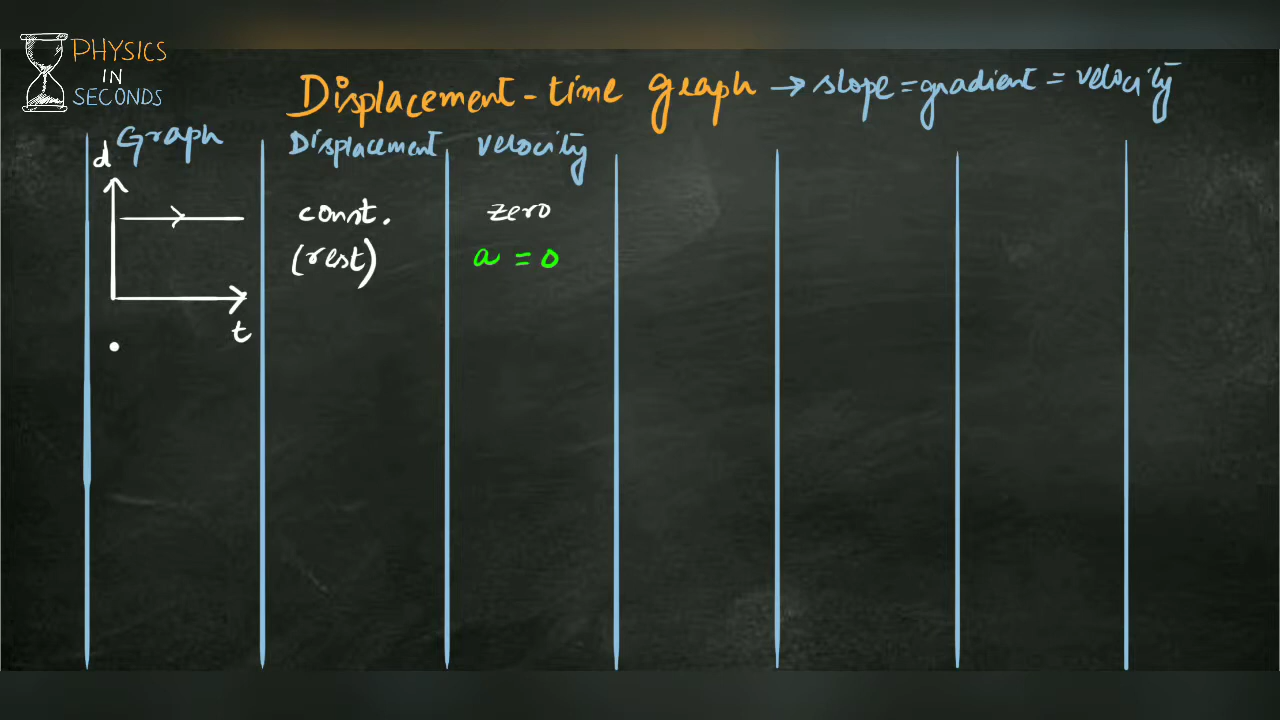 PHYSICS
IN
SECONDS
Displacement - time graph → slope = gradient = velocity
Graph Displacement velocity
d
const. zero
(rest) a = 0
t